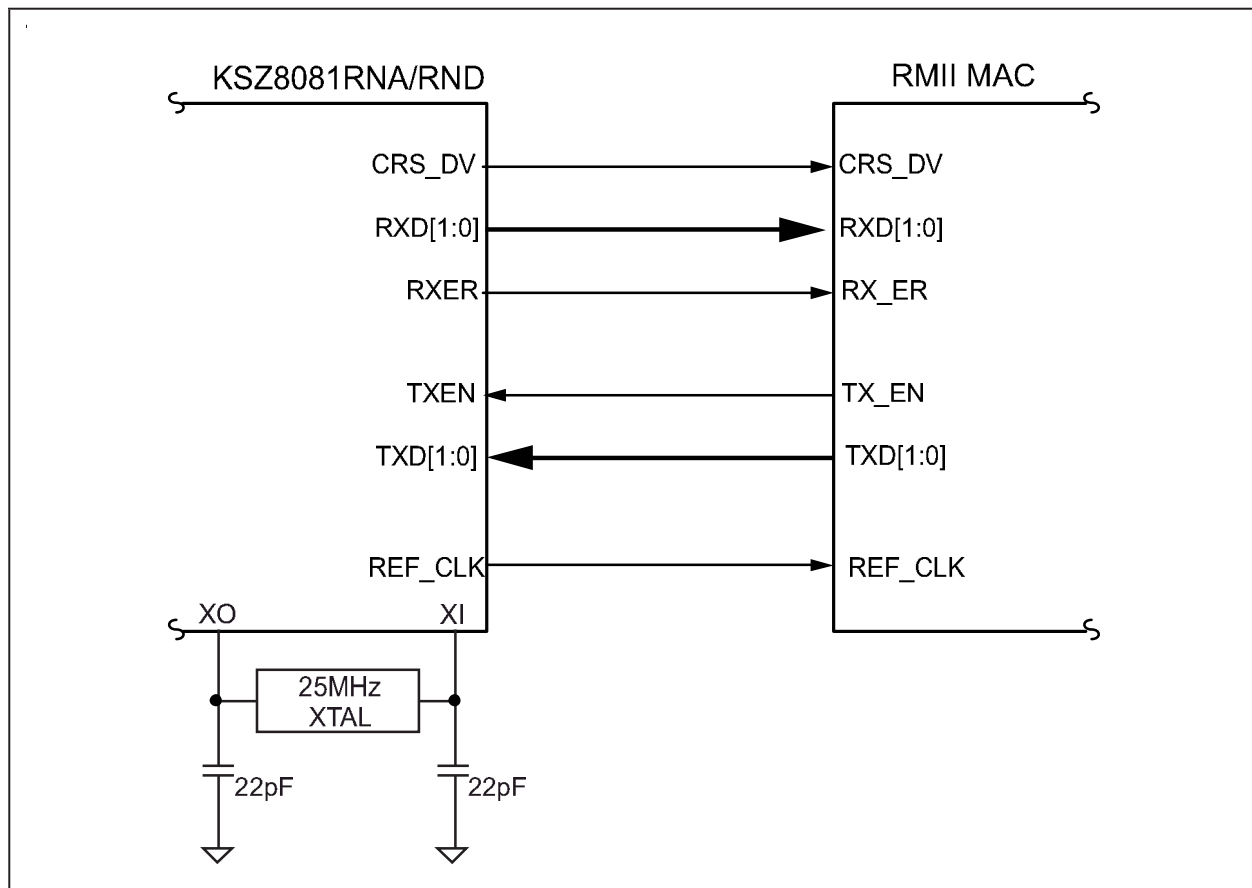 KSZ8081RNA/RND
RMII MAC
CRS_DV
CRS_DV
RXD[1:0]
RXD[1:0]
RXER
RX_ER
TXEN
TX_EN
TXD[1:0]
TXD[1:0]
REF_CLK
REF_CLK
XO
XI
25MHz
XTAL
22pF
22pF